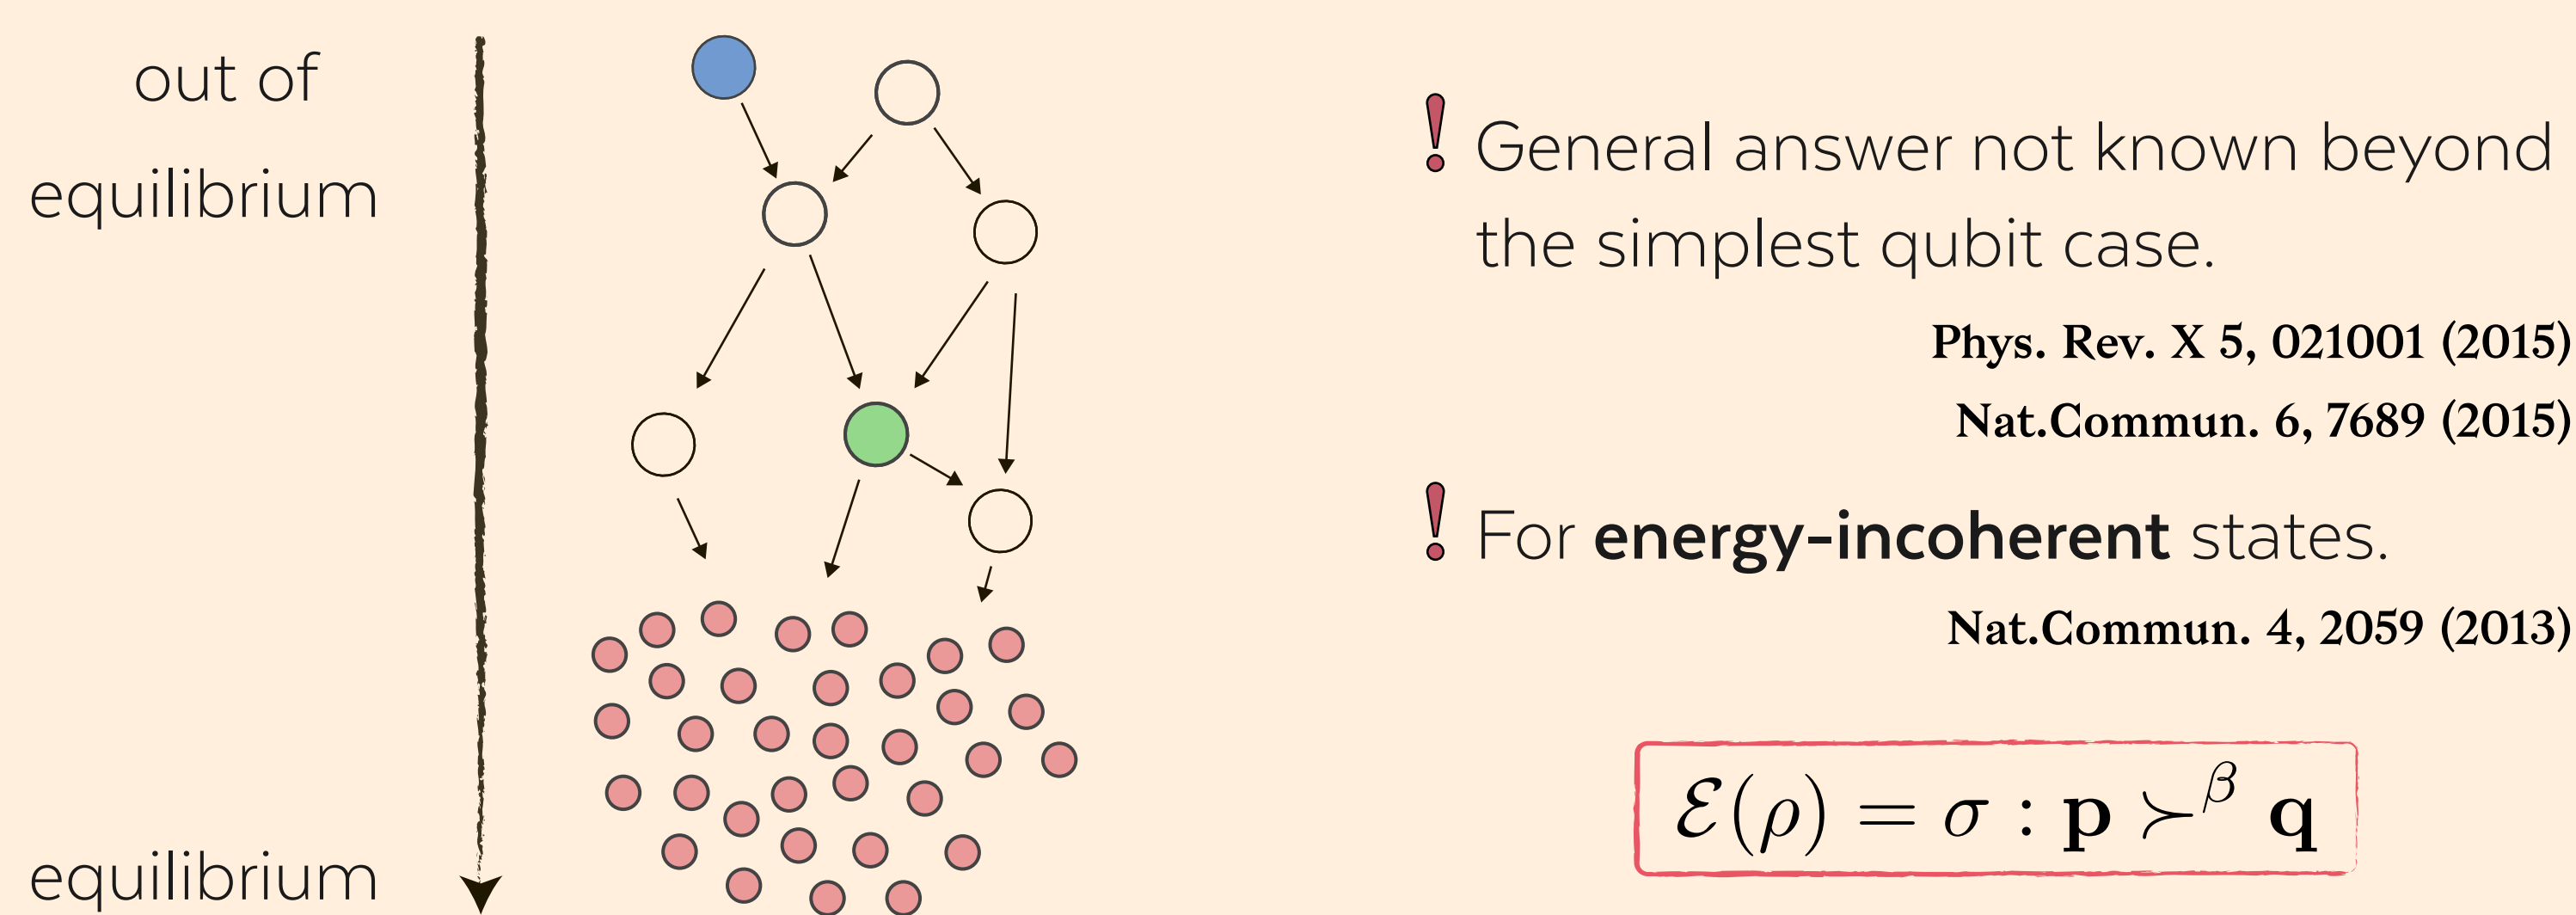 out of
equilibrium
equilibrium
! General answer not known beyond
the simplest qubit case.
Phys. Rev. X 5, 021001 (2015)
Nat.Commun. 6, 7689 (2015)
! For energy-incoherent states.
Nat.Commun. 4, 2059 (2013)
ℰ(ρ) = σ : p ≻^β q